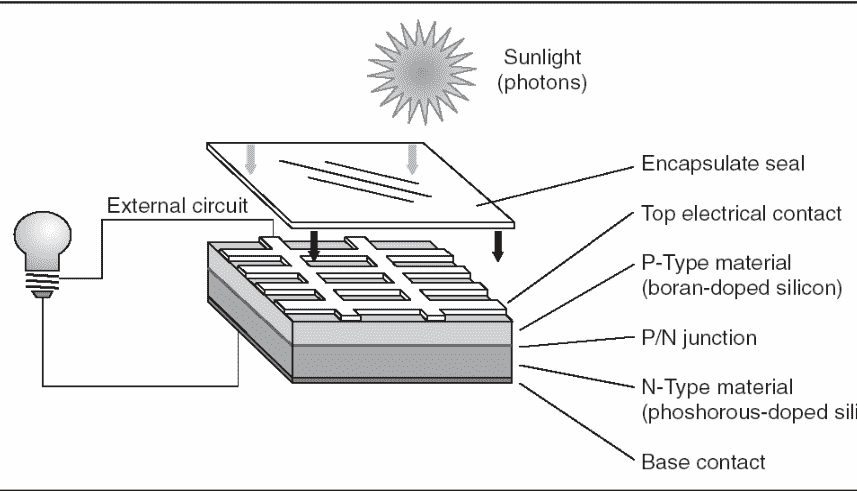 Sunlight
(photons)
Encapsulate seal
External circuit
Top electrical contact
P-Type material
(boran-doped silicon)
P/N junction
N-Type material
(phoshorous-doped sili
Base contact